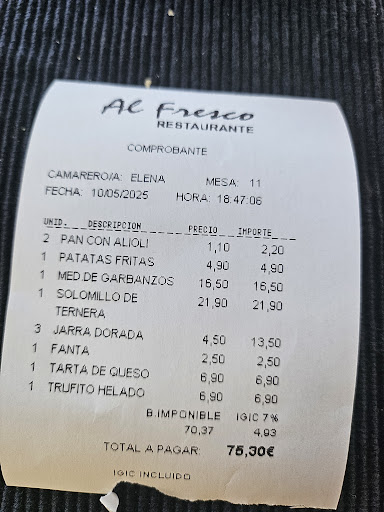 Al Fresco
RESTAURANTE
COMPROBANTE
CAMARERO/A: ELENA MESA: 11
FECHA: 10/05/2025 HORA: 18:47:06
UNID. DESCRIPCION PRECIO IMPORTE
2 PAN CON ALIOLI 1,10 2,20
1 PATATAS FRITAS 4,90 4,90
1 MED DE GARBANZOS 16,50 16,50
1 SOLOMILLO DE 21,90 21,90
TERNERA
3 JARRA DORADA 4,50 13,50
1 FANTA 2,50 2,50
1 TARTA DE QUESO 6,90 6,90
1 TRUFITO HELADO 6,90 6,90
B.IMPONIBLE IGIC 7%
70,37 4,93
TOTAL A PAGAR: 75,30€
IGIC INCLUIDO